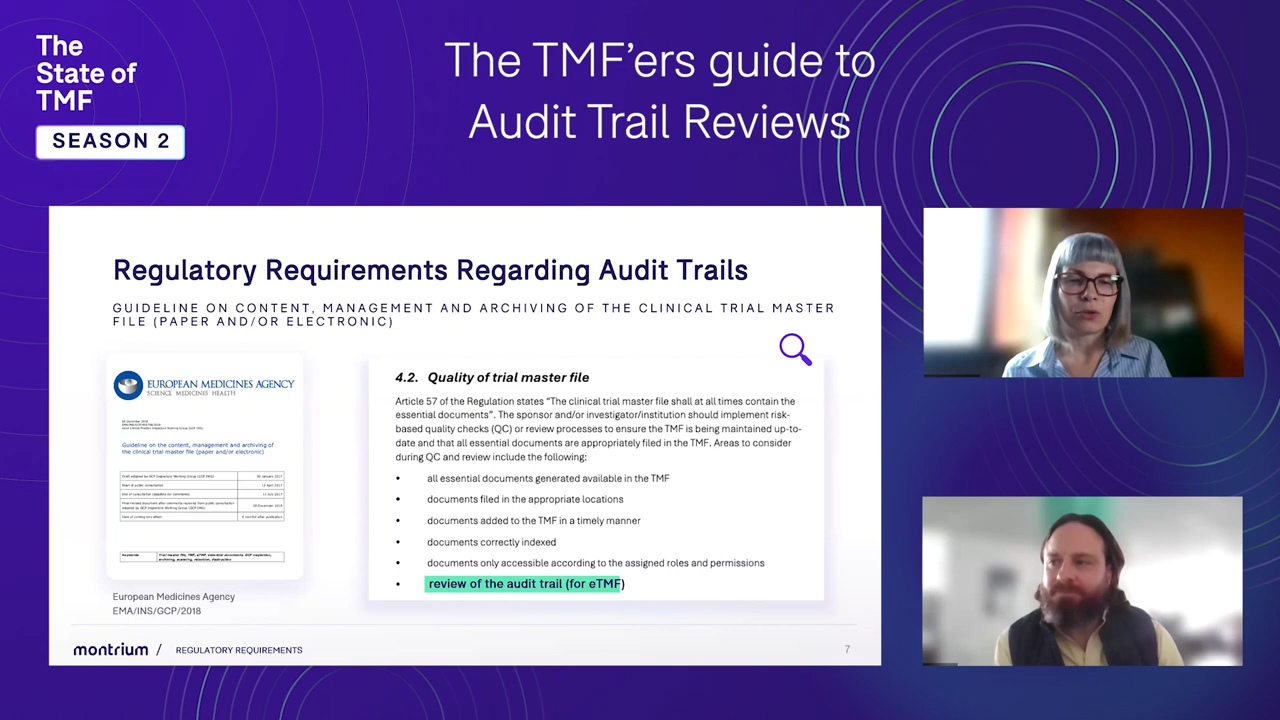 The
State of
TMF
SEASON 2
The TMF'ers guide to
Audit Trail Reviews
Regulatory Requirements Regarding Audit Trails
GUIDELINE ON CONTENT, MANAGEMENT AND ARCHIVING OF THE CLINICAL TRIAL MASTER
FILE (PAPER AND/OR ELECTRONIC)
EUROPEAN MEDICINES AGENCY
SCIENCE MEDICINES HEALTH
Guideline on the content, management and archiving of
the clinical trial master file (paper and/or electronic)
European Medicines Agency
EMA/INS/GCP/2018
4.2. Quality of trial master file
Article 57 of the Regulation states “The clinical trial master file shall at all times contain the
essential documents”. The sponsor and/or investigator/institution should implement risk-
based quality checks (QC) or review processes to ensure the TMF is being maintained up-to-
date and that all essential documents are appropriately filed in the TMF. Areas to consider
during QC and review include the following:
• all essential documents generated available in the TMF
• documents filed in the appropriate locations
• documents added to the TMF in a timely manner
• documents correctly indexed
• documents only accessible according to the assigned roles and permissions
• review of the audit trail (for eTMF)
montrium / REGULATORY REQUIREMENTS
7